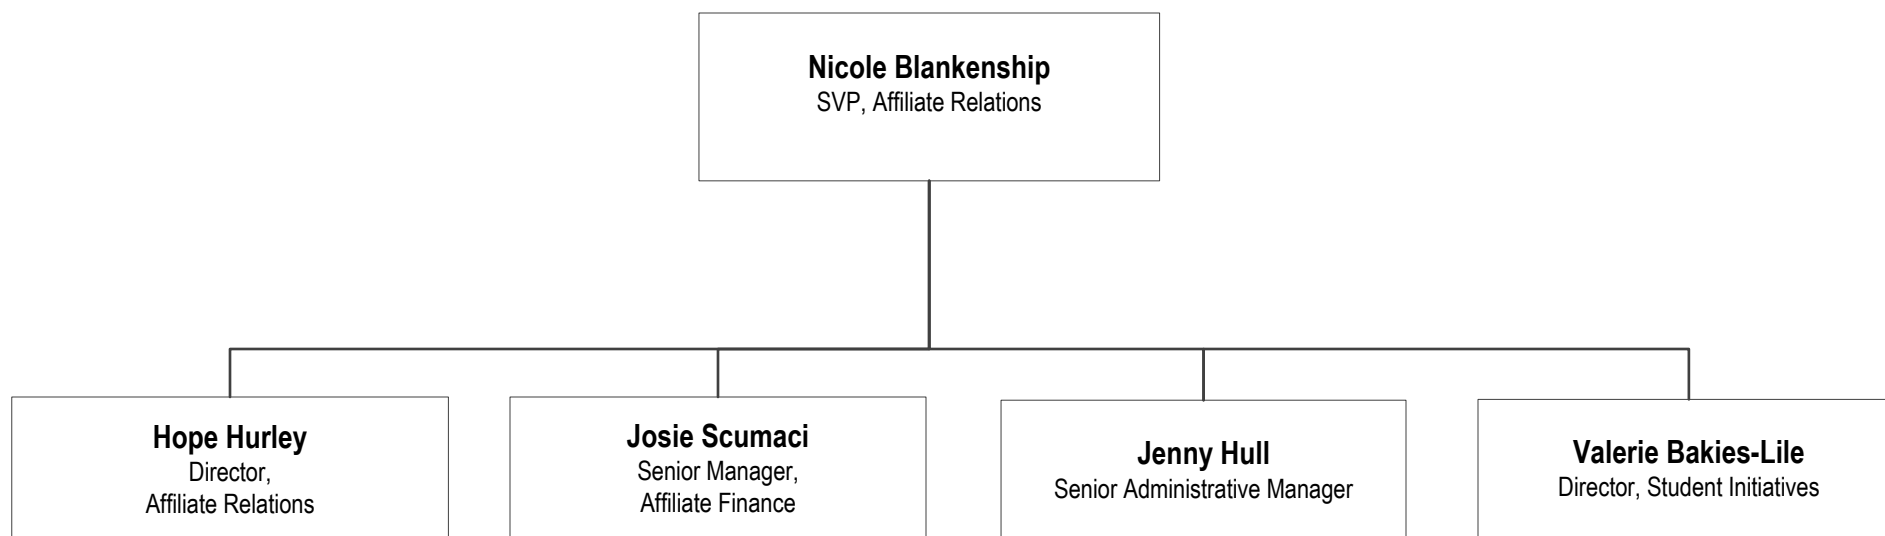 Nicole Blankenship
SVP, Affiliate Relations
Hope Hurley
Director,
Affiliate Relations
Josie Scumaci
Senior Manager,
Affiliate Finance
Jenny Hull
Senior Administrative Manager
Valerie Bakies-Lile
Director, Student Initiatives